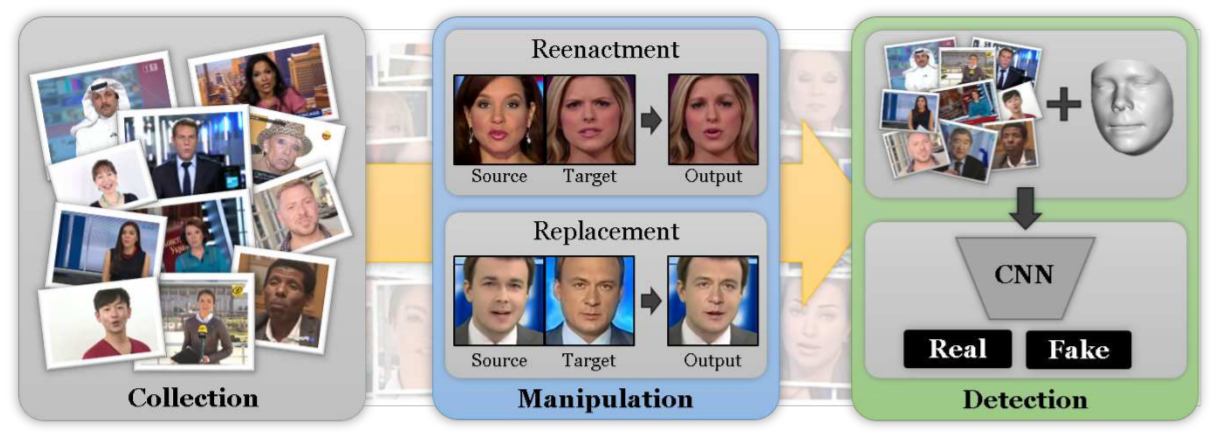 Collection
Reenactment
Source Target Output
Replacement
Source Target Output
Manipulation
CNN
Real Fake
Detection